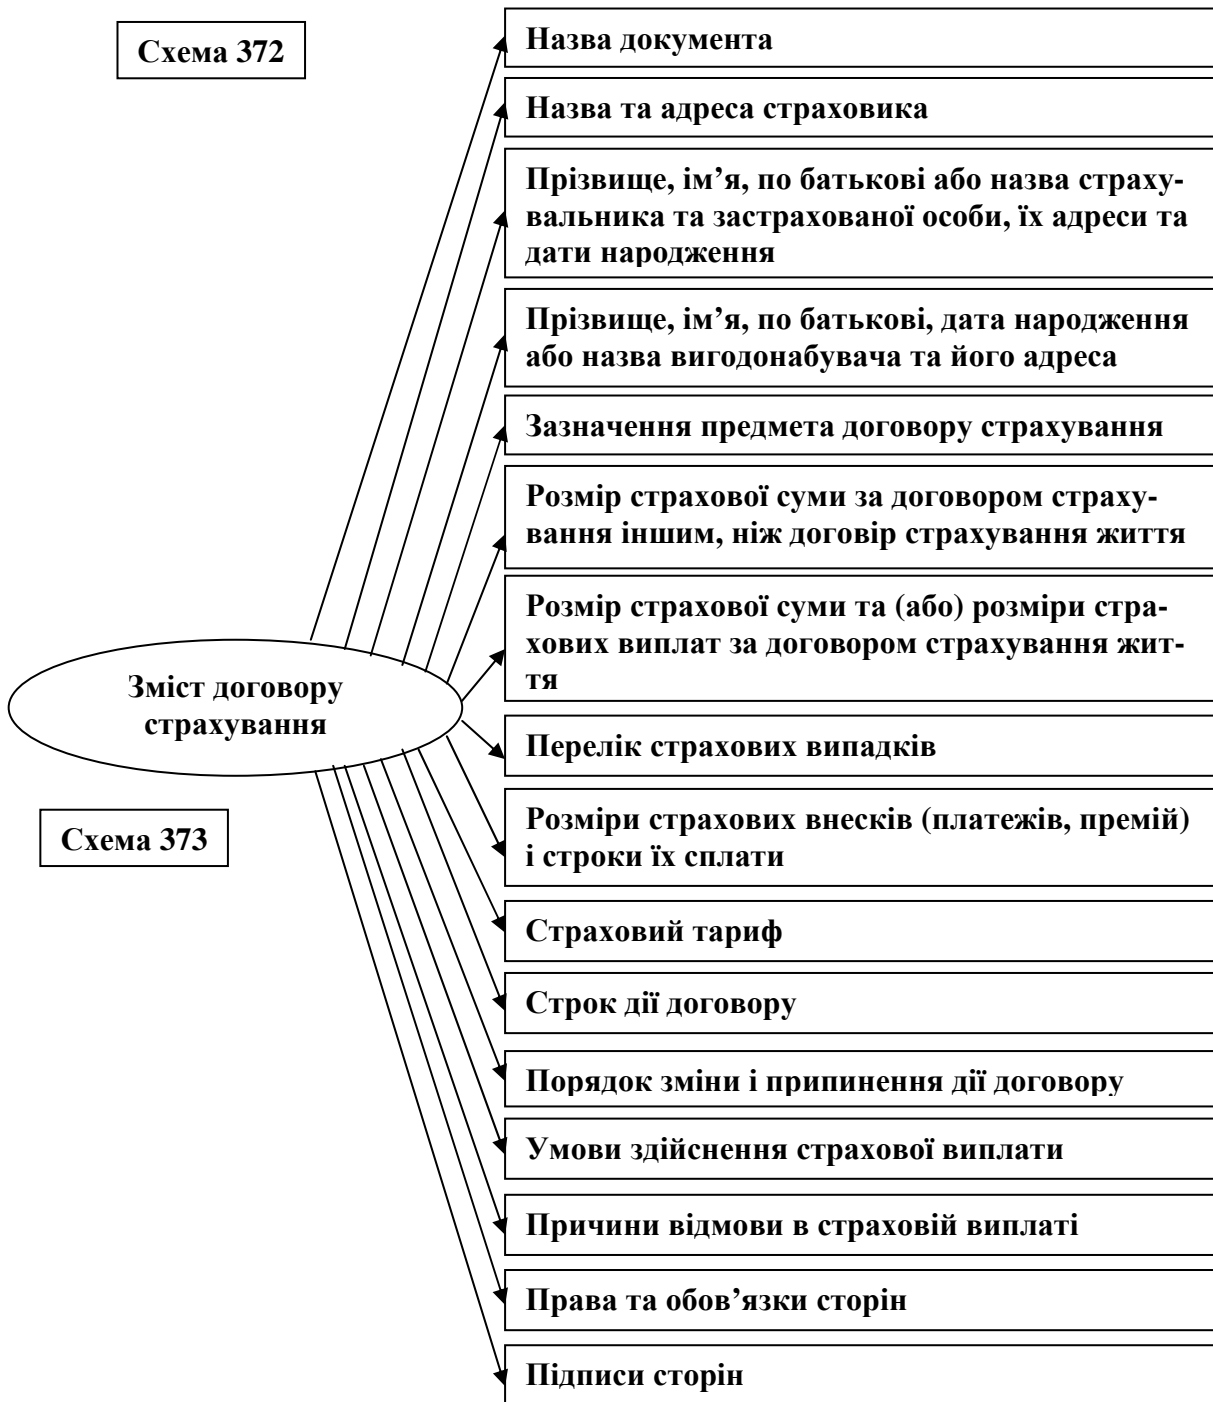 Схема 372
Назва документа
Назва та адреса страховика
Прізвище, ім’я, по батькові або назва страху-
вальника та застрахованої особи, їх адреси та
дати народження
Прізвище, ім’я, по батькові, дата народження
або назва вигодонабувача та його адреса
Зазначення предмета договору страхування
Розмір страхової суми за договором страху-
вання іншим, ніж договір страхування життя
Розмір страхової суми та (або) розміри стра-
хових виплат за договором страхування жит-
тя
Зміст договору
страхування
Перелік страхових випадків
Схема 373
Розміри страхових внесків (платежів, премій)
і строки їх сплати
Страховий тариф
Строк дії договору
Порядок зміни і припинення дії договору
Умови здійснення страхової виплати
Причини відмови в страховій виплаті
Права та обов’язки сторін
Підписи сторін